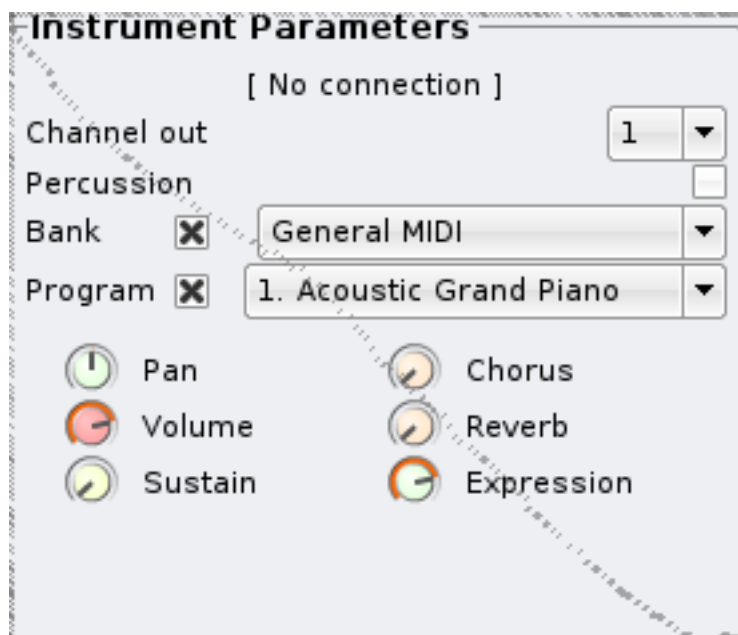 Instrument Parameters
[ No connection ]
Channel out 1
Percussion
Bank General MIDI
Program 1. Acoustic Grand Piano
Pan Chorus
Volume Reverb
Sustain Expression